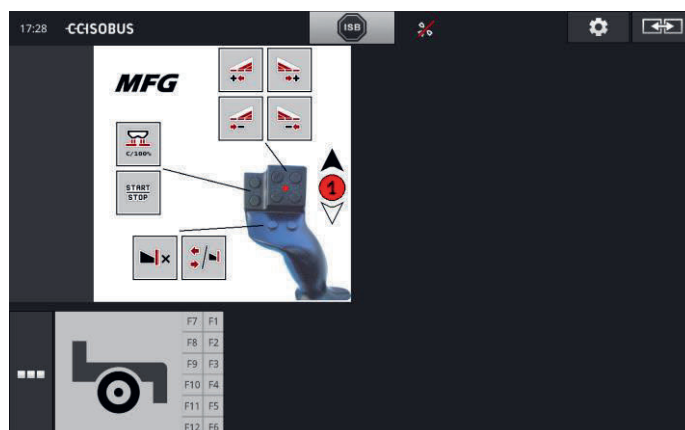 17:28 CCISOBUS ISB
MFG
C/100%
START
STOP
1
F7 F1
F8 F2
F9 F3
F10 F4
F11 F5
F12 F6